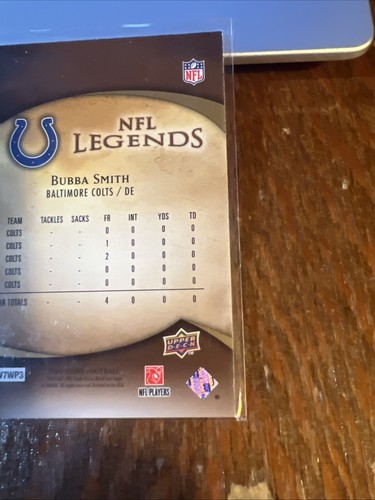 NFL
NFL
LEGENDS
BUBBA SMITH
BALTIMORE COLTS / DE
TEAM TACKLES SACKS FR INT YDS TD
COLTS - - 0 0 0 0
COLTS - - 1 0 0 0
COLTS - - 2 0 0 0
COLTS - - 0 0 0 0
COLTS - - 0 0 0 0
TOTALS - - 4 0 0 0
UPPER
DECK
W7WP3
NFL PLAYERS